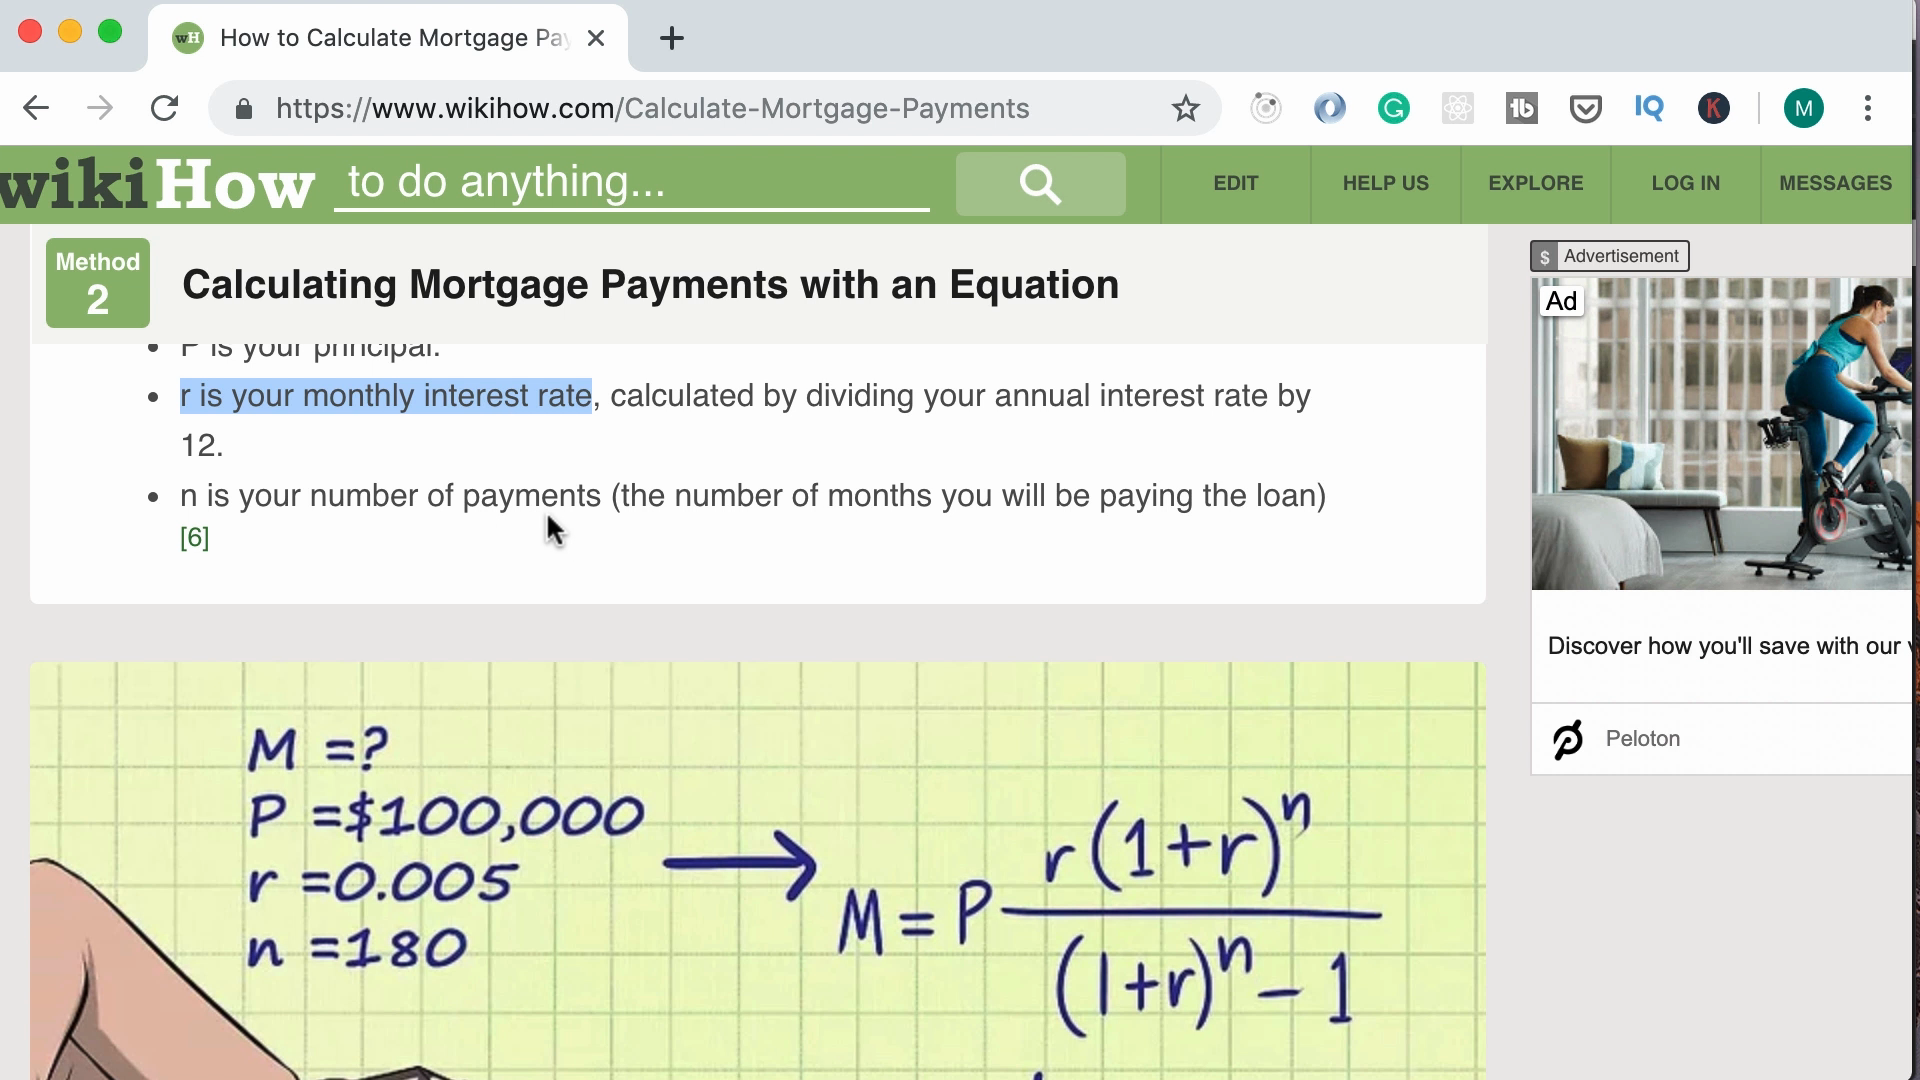 wH How to Calculate Mortgage Pay
https://www.wikihow.com/Calculate-Mortgage-Payments
G
1b
IQ
K
M
wikiHow to do anything...
EDIT
HELP US
EXPLORE
LOG IN
MESSAGES
Method
2
Calculating Mortgage Payments with an Equation
P is your principal.
r is your monthly interest rate, calculated by dividing your annual interest rate by
12.
n is your number of payments (the number of months you will be paying the loan)
[6]
$ Advertisement
Ad
Discover how you'll save with our
Peloton
M =?
P =$100,000
r =0.005
n =180
M = P r(1+r)^n
(1+r)^n - 1